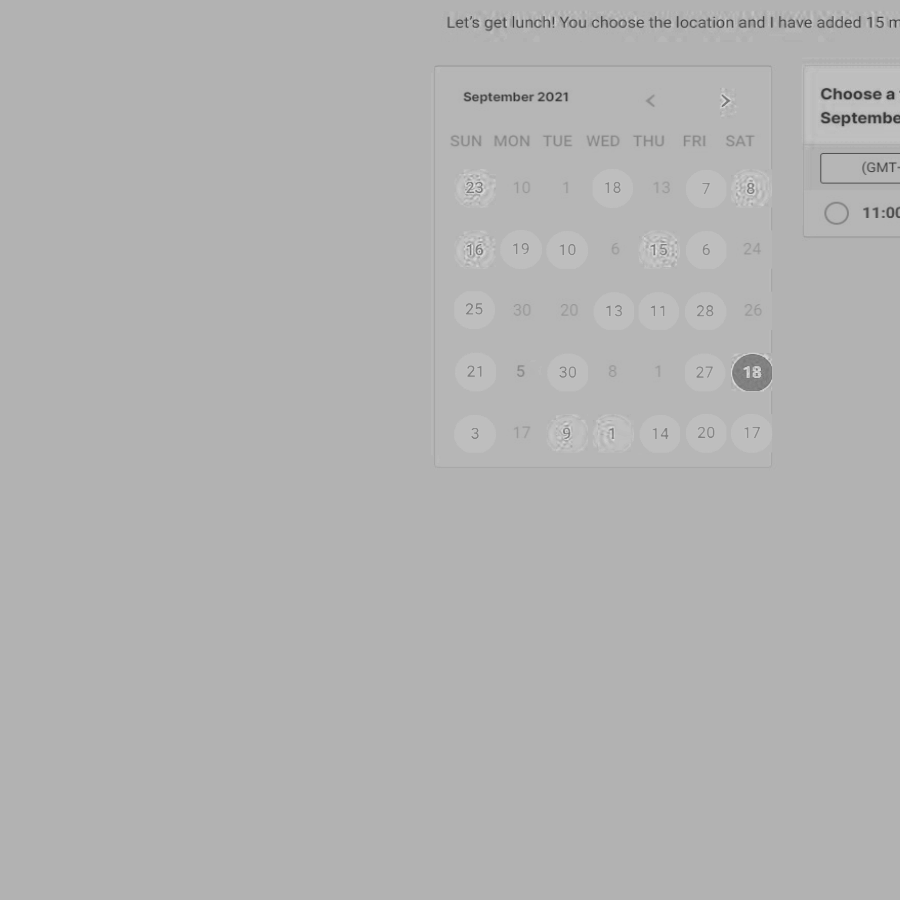 Let's get lunch! You choose the location and I have added 15
September 2021 < >
SUN MON TUE WED THU FRI SAT
23 10 1 18 13 7 8
16 19 10 6 15 6 24
25 30 20 13 11 28 26
21 5 30 8 1 27 18
3 17 9 1 14 20 17
Choose a
Septembe
(GMT-
11:00